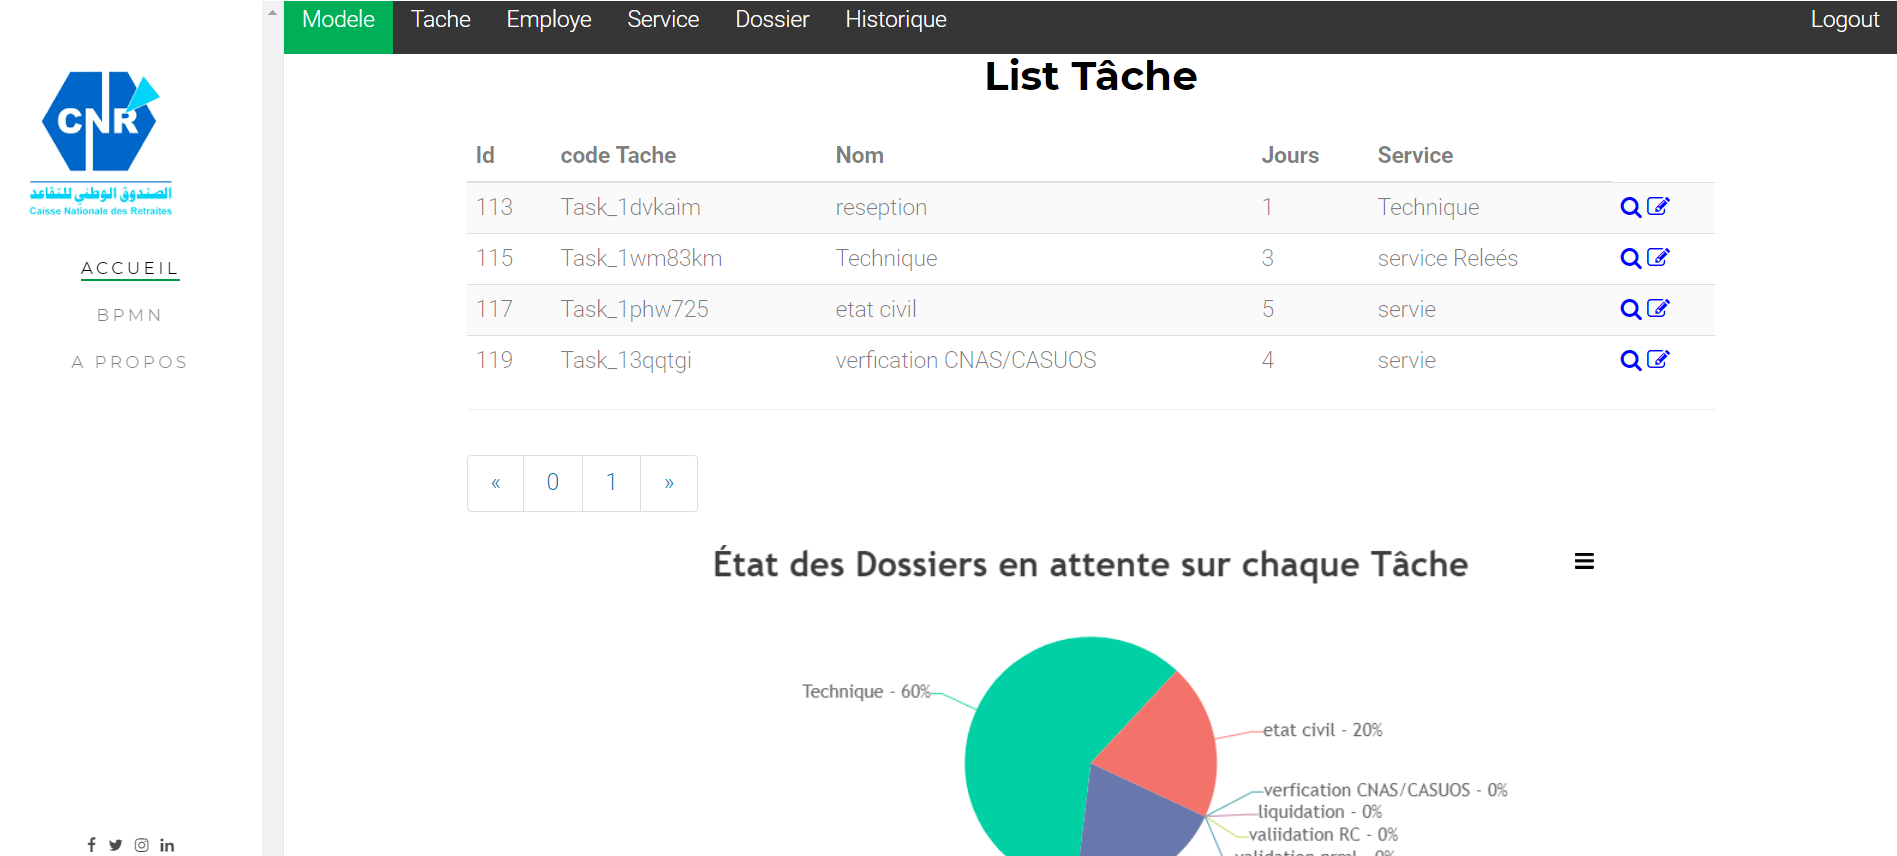 Modele Tache Employe Service Dossier Historique Logout
CNR
الصندوق الوطني للتقاعد
Caisse Nationale des Retraites
ACCUEIL
BPMN
A PROPOS
List Tâche
Id code Tache Nom Jours Service
113 Task_1dvkaim reseption 1 Technique
115 Task_1wm83km Technique 3 service Releés
117 Task_1phw725 etat civil 5 servie
119 Task_13qqtgi verfication CNAS/CASUOS 4 servie
« 0 1 »
État des Dossiers en attente sur chaque Tâche
Technique - 60%
etat civil - 20%
verfication CNAS/CASUOS - 0%
liquidation - 0%
valiidation RC - 0%